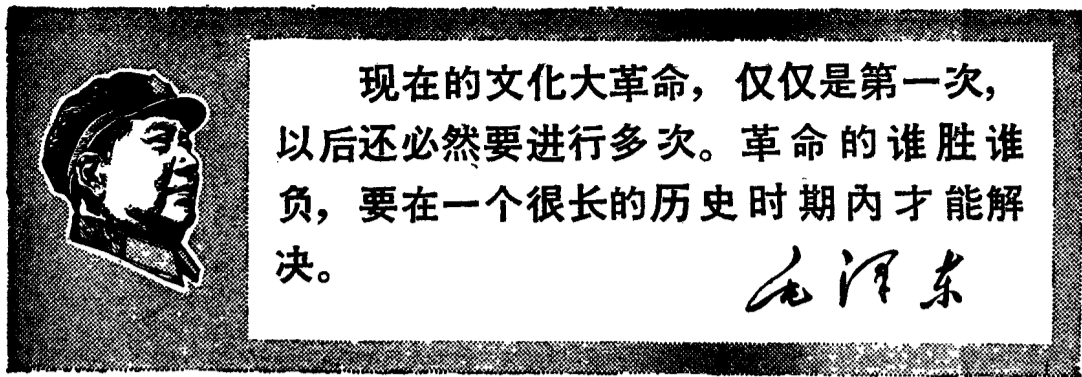 现在的文化大革命，仅仅是第一次，
以后还必然要进行多次。革命的谁胜谁
负，要在一个很长的历史时期内才能解
决。
毛泽东